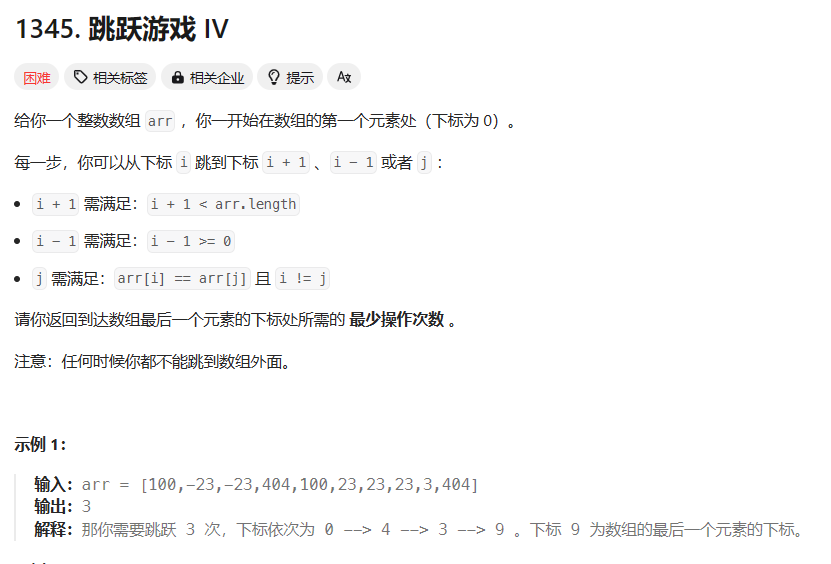 1345. 跳跃游戏 IV
困难 相关标签 相关企业 提示 A文
给你一个整数数组 arr ，你一开始在数组的第一个元素处（下标为 0）。
每一步，你可以从下标 i 跳到下标 i + 1 、i - 1 或者 j ：
• i + 1 需满足：i + 1 < arr.length
• i - 1 需满足：i - 1 >= 0
• j 需满足：arr[i] == arr[j] 且 i != j
请你返回到达数组最后一个元素的下标处所需的 最少操作次数 。
注意：任何时候你都不能跳到数组外面。
示例 1：
输入：arr = [100,-23,-23,404,100,23,23,23,3,404]
输出：3
解释：那你需要跳跃 3 次，下标依次为 0 --> 4 --> 3 --> 9 。下标 9 为数组的最后一个元素的下标。